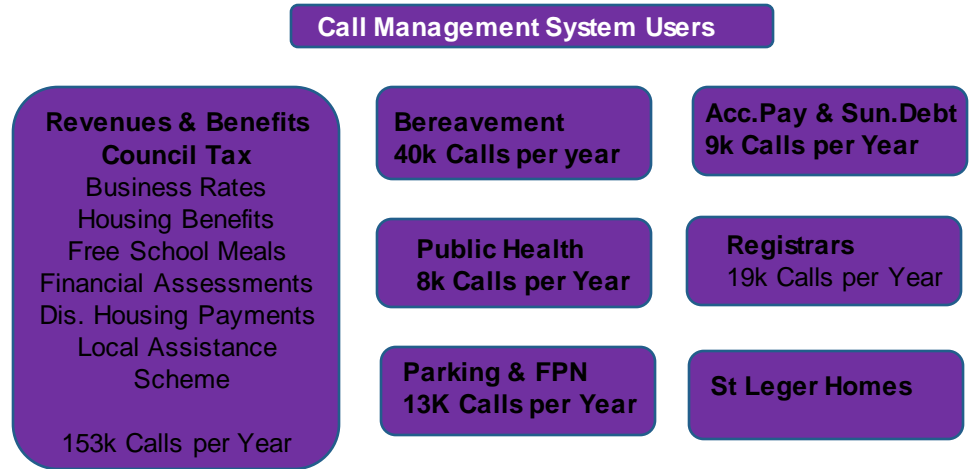 Call Management System Users
Revenues & Benefits
Council Tax
Business Rates
Housing Benefits
Free School Meals
Financial Assessments
Dis. Housing Payments
Local Assistance
Scheme
153k Calls per Year
Bereavement
40k Calls per year
Acc.Pay & Sun.Debt
9k Calls per Year
Public Health
8k Calls per Year
Registrars
19k Calls per Year
Parking & FPN
13K Calls per Year
St Leger Homes